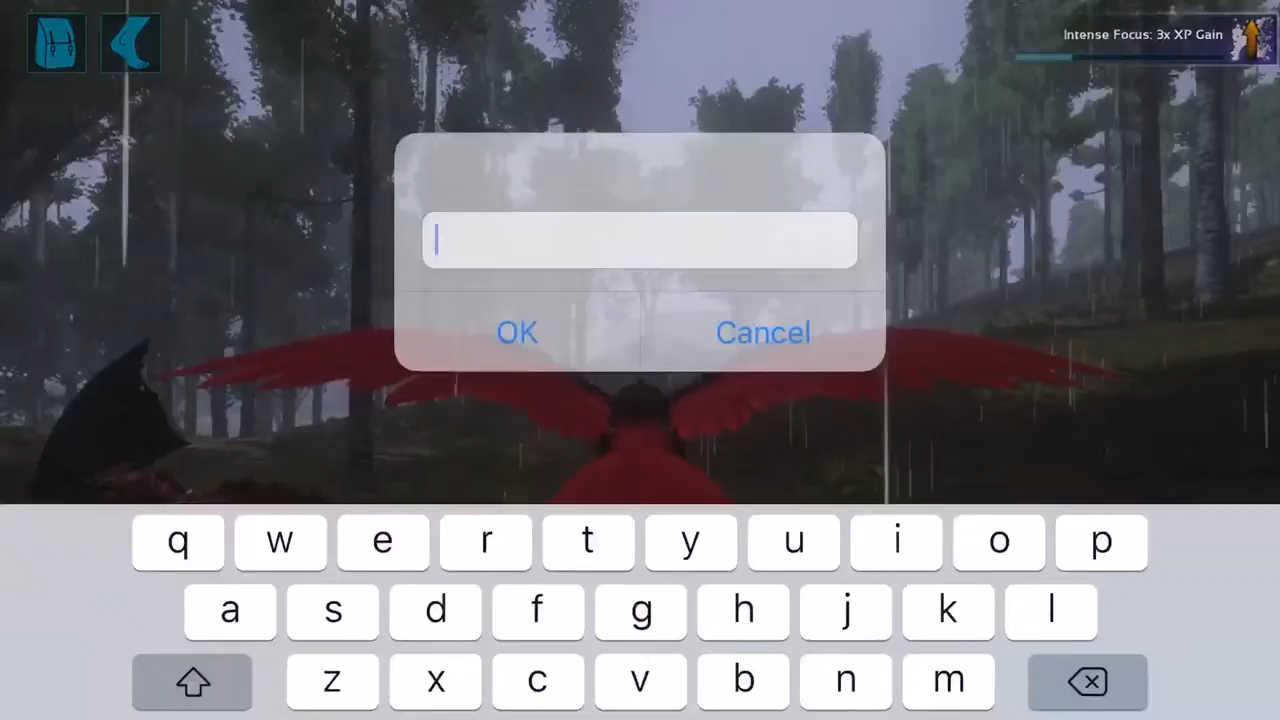 Intense Focus: 3x XP Gain
OK Cancel
q w e r t y u i o p
a s d f g h j k l
z x c v b n m